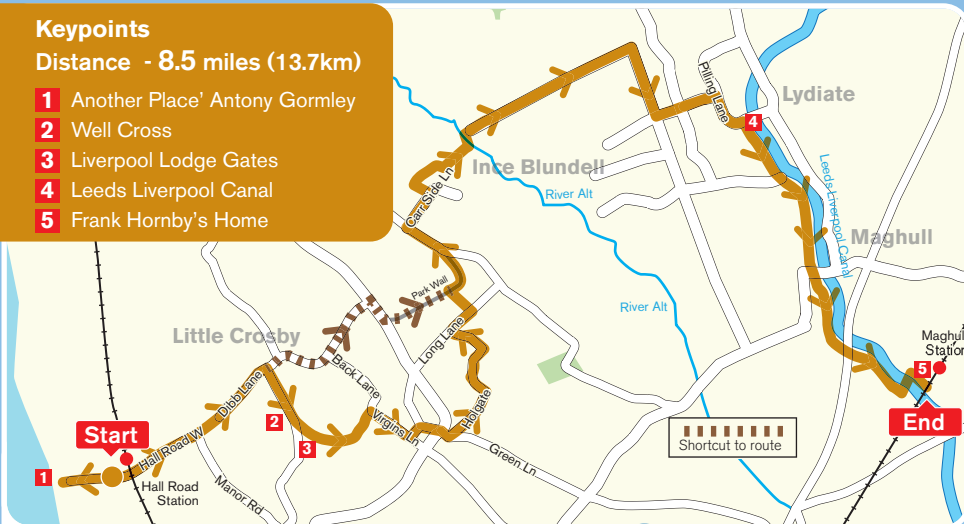 Keypoints
Distance - 8.5 miles (13.7km)
1 Another Place' Antony Gormley
2 Well Cross
3 Liverpool Lodge Gates
4 Leeds Liverpool Canal
5 Frank Hornby's Home
Pilling Lane
Lydiate
4
Ince Blundell
Carr Side Ln
River Alt
Leeds Liverpool Canal
Maghull
Park Wall
River Alt
Little Crosby
Long Lane
Maghul
Station
Back Lane
5
Dibb Lane
Holgate
2
Virgins Ln
End
Start
3
Shortcut to route
Hall Road W
Green Ln
1
Hall Road
Station
Manor Rd